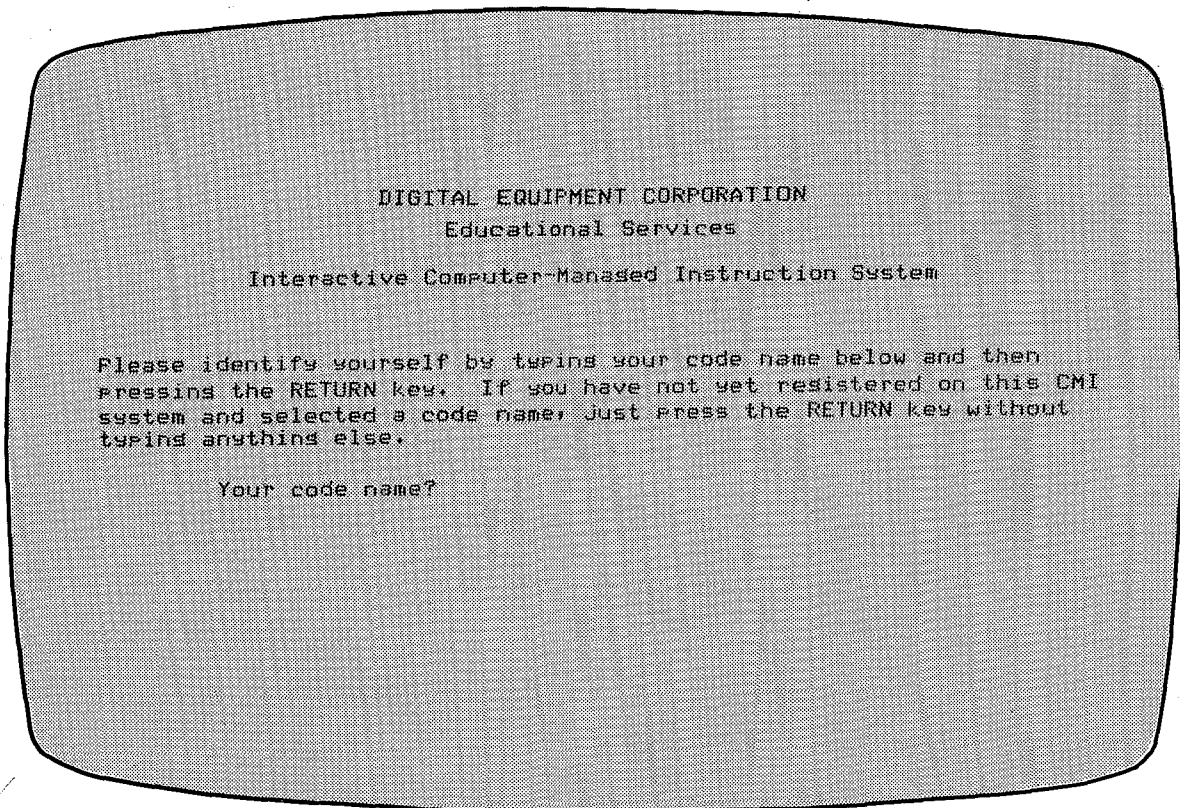 DIGITAL EQUIPMENT CORPORATION
Educational Services
Interactive Computer-Managed Instruction System
Please identify yourself by typing your code name below and then
pressing the RETURN key. If you have not yet registered on this CMI
system and selected a code name, just press the RETURN key without
typing anything else.
Your code name?